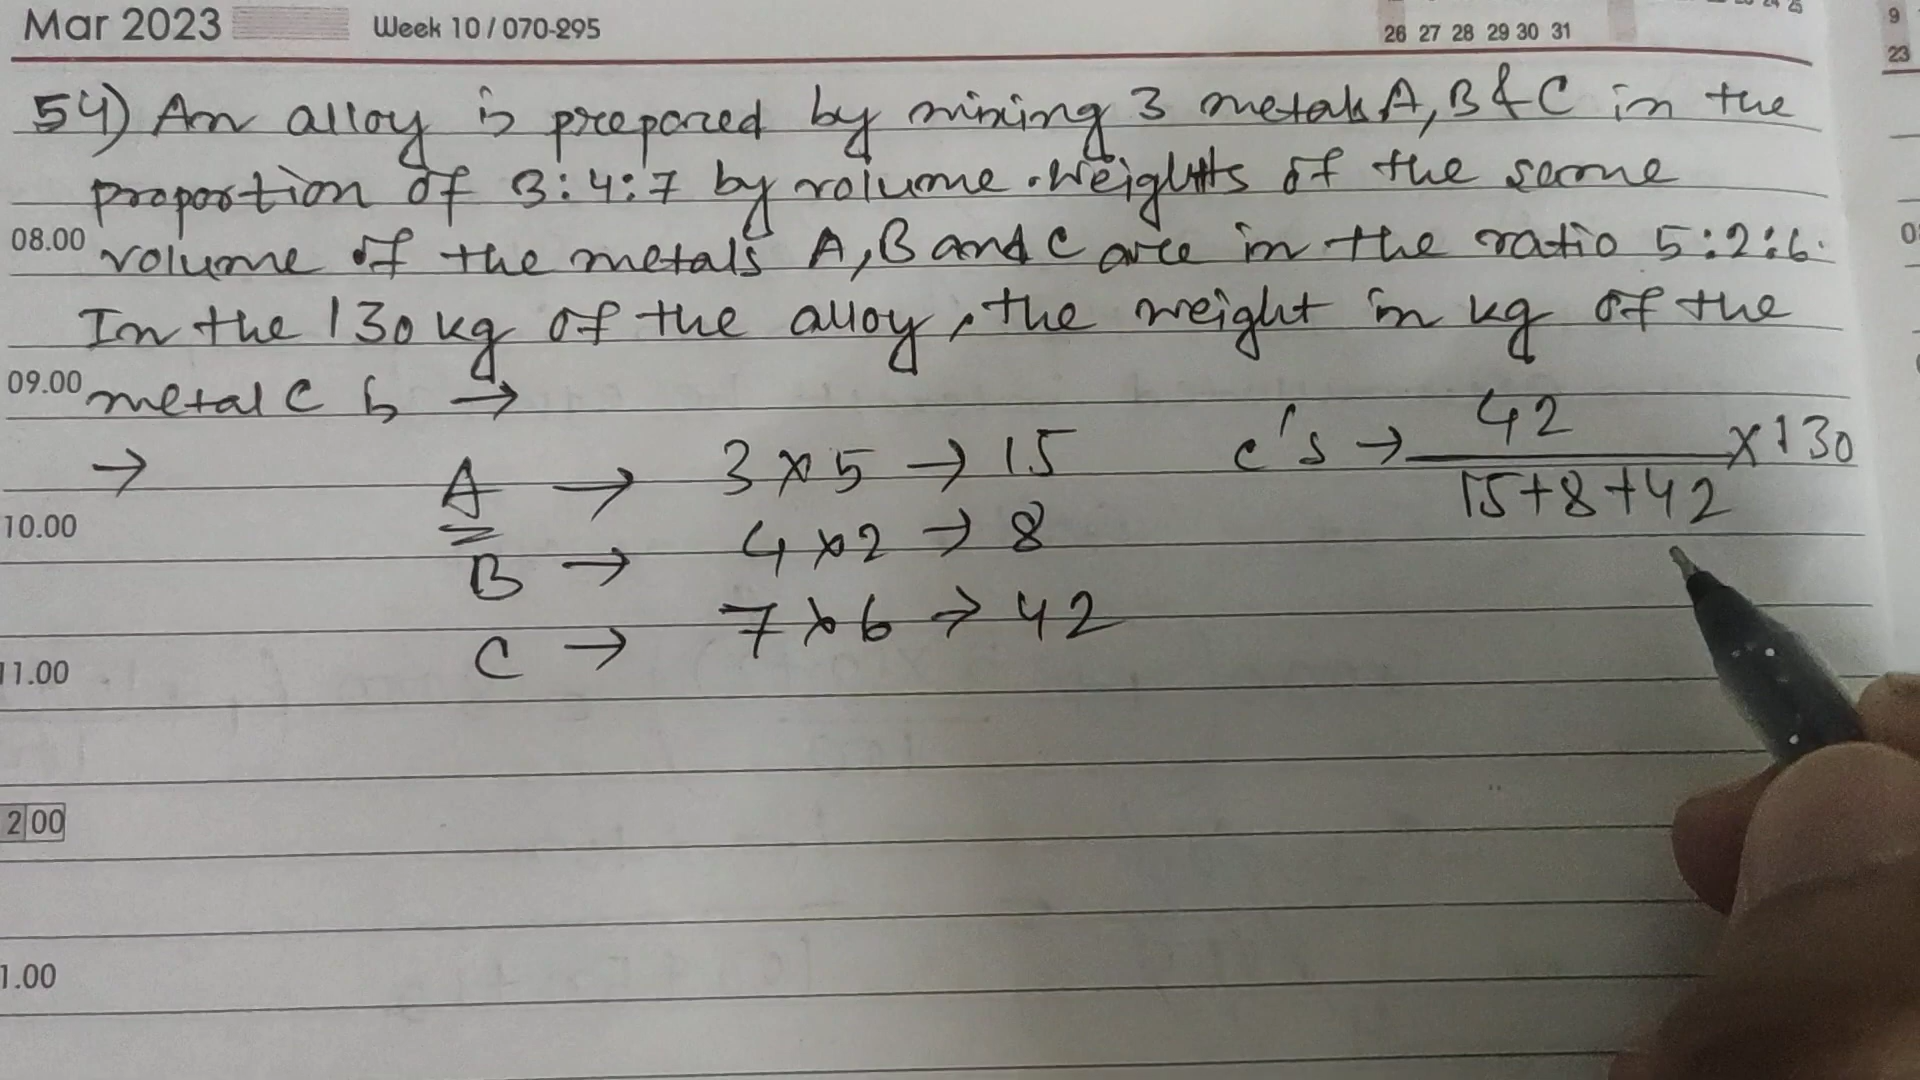 Mar 2023 Week 10 / 070-295
26 27 28 29 30 31
9
23
54) An alloy is prepared by mixing 3 metals A, B & C in the
proportion of 3:4:7 by volume. Weights of the same
08.00 volume of the metals A, B and C are in the ratio 5:2:6.
In the 130 kg of the alloy, the weight in kg of the
09.00 metal C is →
→ A → 3 x 5 → 15 C's → 42 / 15+8+42 x 130
10.00
B → 4 x 2 → 8
C → 7 x 6 → 42
11.00
2 00
1.00